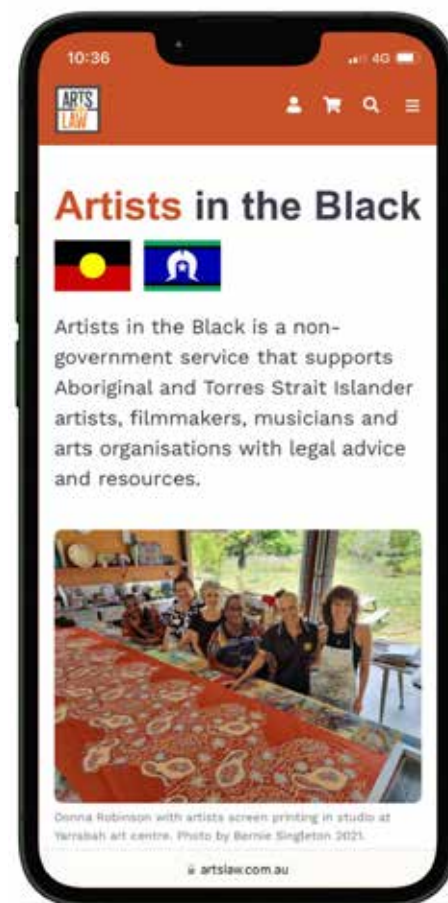 10:36
4G
ARTS
LAW
Artists in the Black
Artists in the Black is a non-
government service that supports
Aboriginal and Torres Strait Islander
artists, filmmakers, musicians and
arts organisations with legal advice
and resources.
Donna Robinson with artists screen printing in studio at
Yarrabah art centre. Photo by Bernie Singleton 2021.
artslaw.com.au